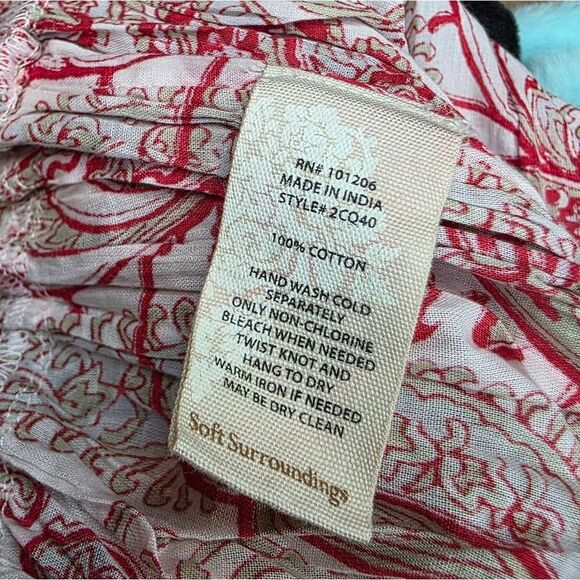 RN# 101206
MADE IN INDIA
STYLE# 2CO40
100% COTTON
HAND WASH COLD
SEPARATELY
ONLY NON-CHLORINE
BLEACH WHEN NEEDED
TWIST KNOT AND
HANG TO DRY
WARM IRON IF NEEDED
MAY BE DRY CLEAN
Soft Surroundings